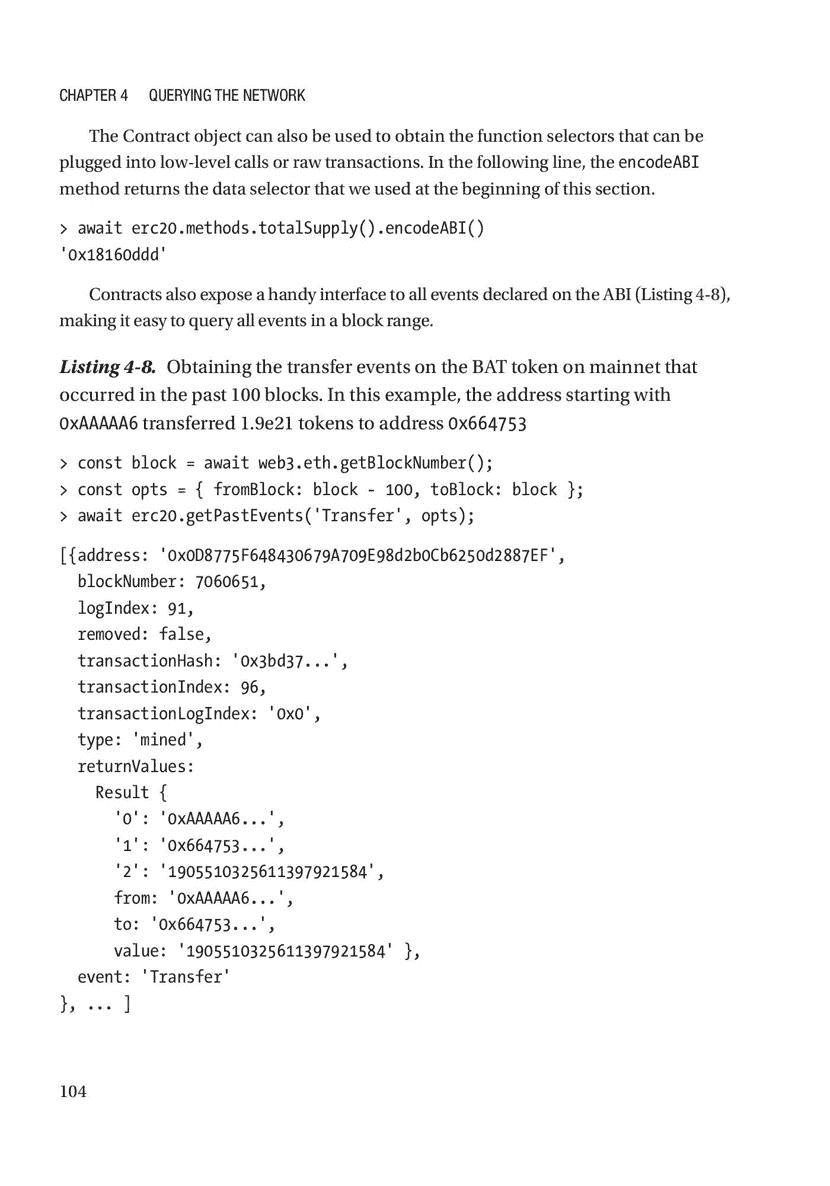 CHAPTER 4 QUERYING THE NETWORK
The Contract object can also be used to obtain the function selectors that can be
plugged into low-level calls or raw transactions. In the following line, the encodeABI
method returns the data selector that we used at the beginning of this section.
> await erc20.methods.totalSupply().encodeABI()
'0x18160ddd'
Contracts also expose a handy interface to all events declared on the ABI (Listing 4-8),
making it easy to query all events in a block range.
Listing 4-8. Obtaining the transfer events on the BAT token on mainnet that
occurred in the past 100 blocks. In this example, the address starting with
0xAAAAA6 transferred 1.9e21 tokens to address 0x664753
> const block = await web3.eth.getBlockNumber();
> const opts = { fromBlock: block - 100, toBlock: block };
> await erc20.getPastEvents('Transfer', opts);
[{address: '0x0D8775F648430679A709E98d2b0Cb6250d2887EF',
blockNumber: 7060651,
logIndex: 91,
removed: false,
transactionHash: '0x3bd37...',
transactionIndex: 96,
transactionLogIndex: '0x0',
type: 'mined',
returnValues:
Result {
'0': '0xAAAAA6...',
'1': '0x664753...',
'2': '1905510325611397921584',
from: '0xAAAAA6...',
to: '0x664753...',
value: '1905510325611397921584' },
event: 'Transfer'
}, ... ]
104